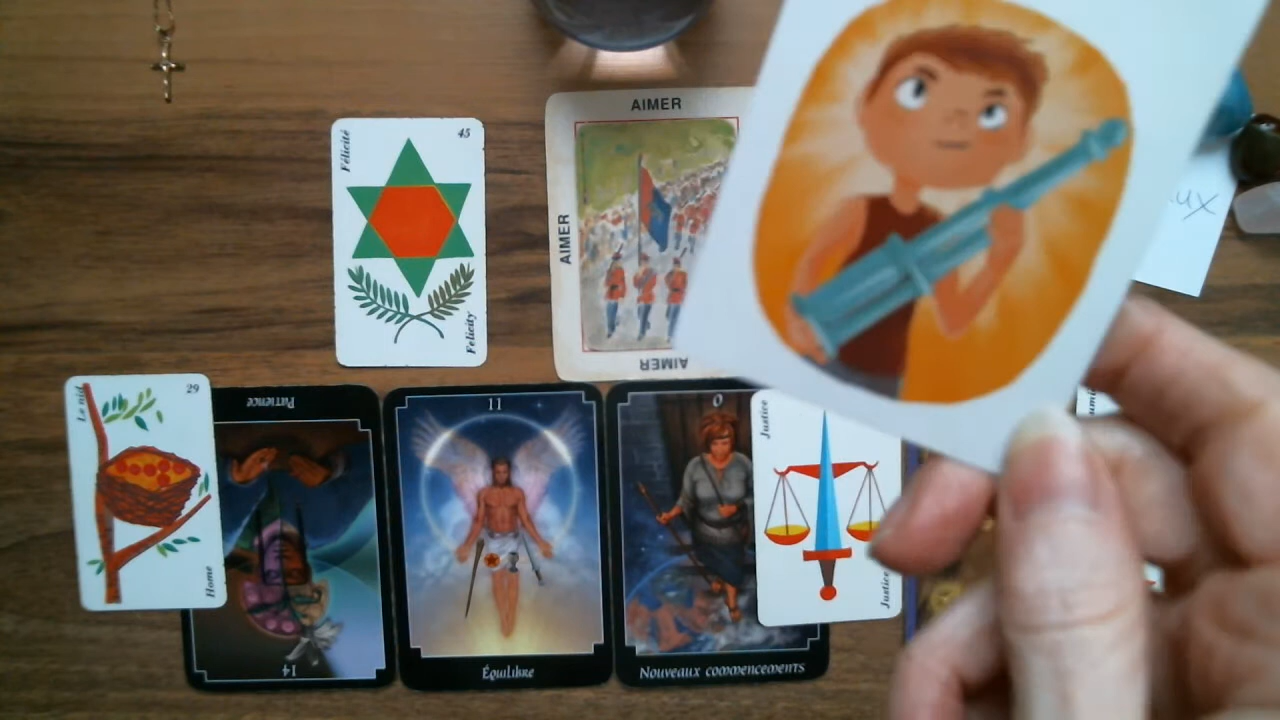 AIMER
AIMER
AIMER
Félicité
45
Felicity
Le nid
29
Home
Patience
14
11
Équilibre
0
Nouveaux commencements
Justice
Justice